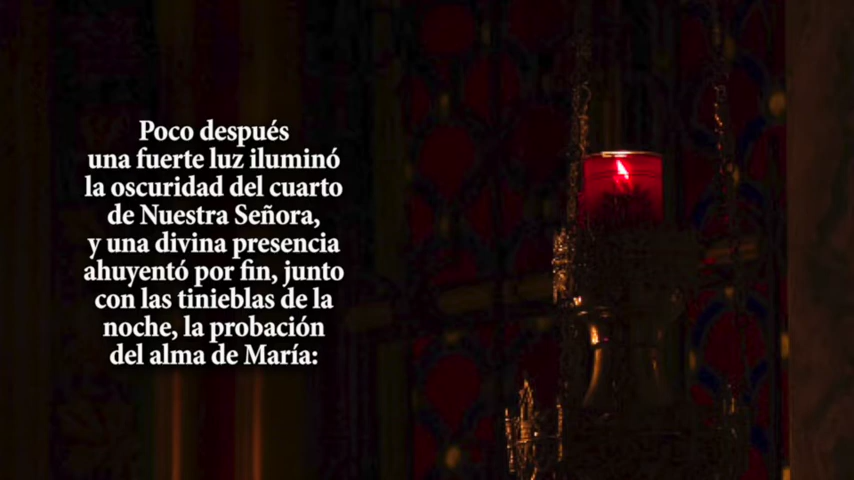 Poco después
una fuerte luz iluminó
la oscuridad del cuarto
de Nuestra Señora,
y una divina presencia
ahuyentó por fin, junto
con las tinieblas de la
noche, la probación
del alma de María: